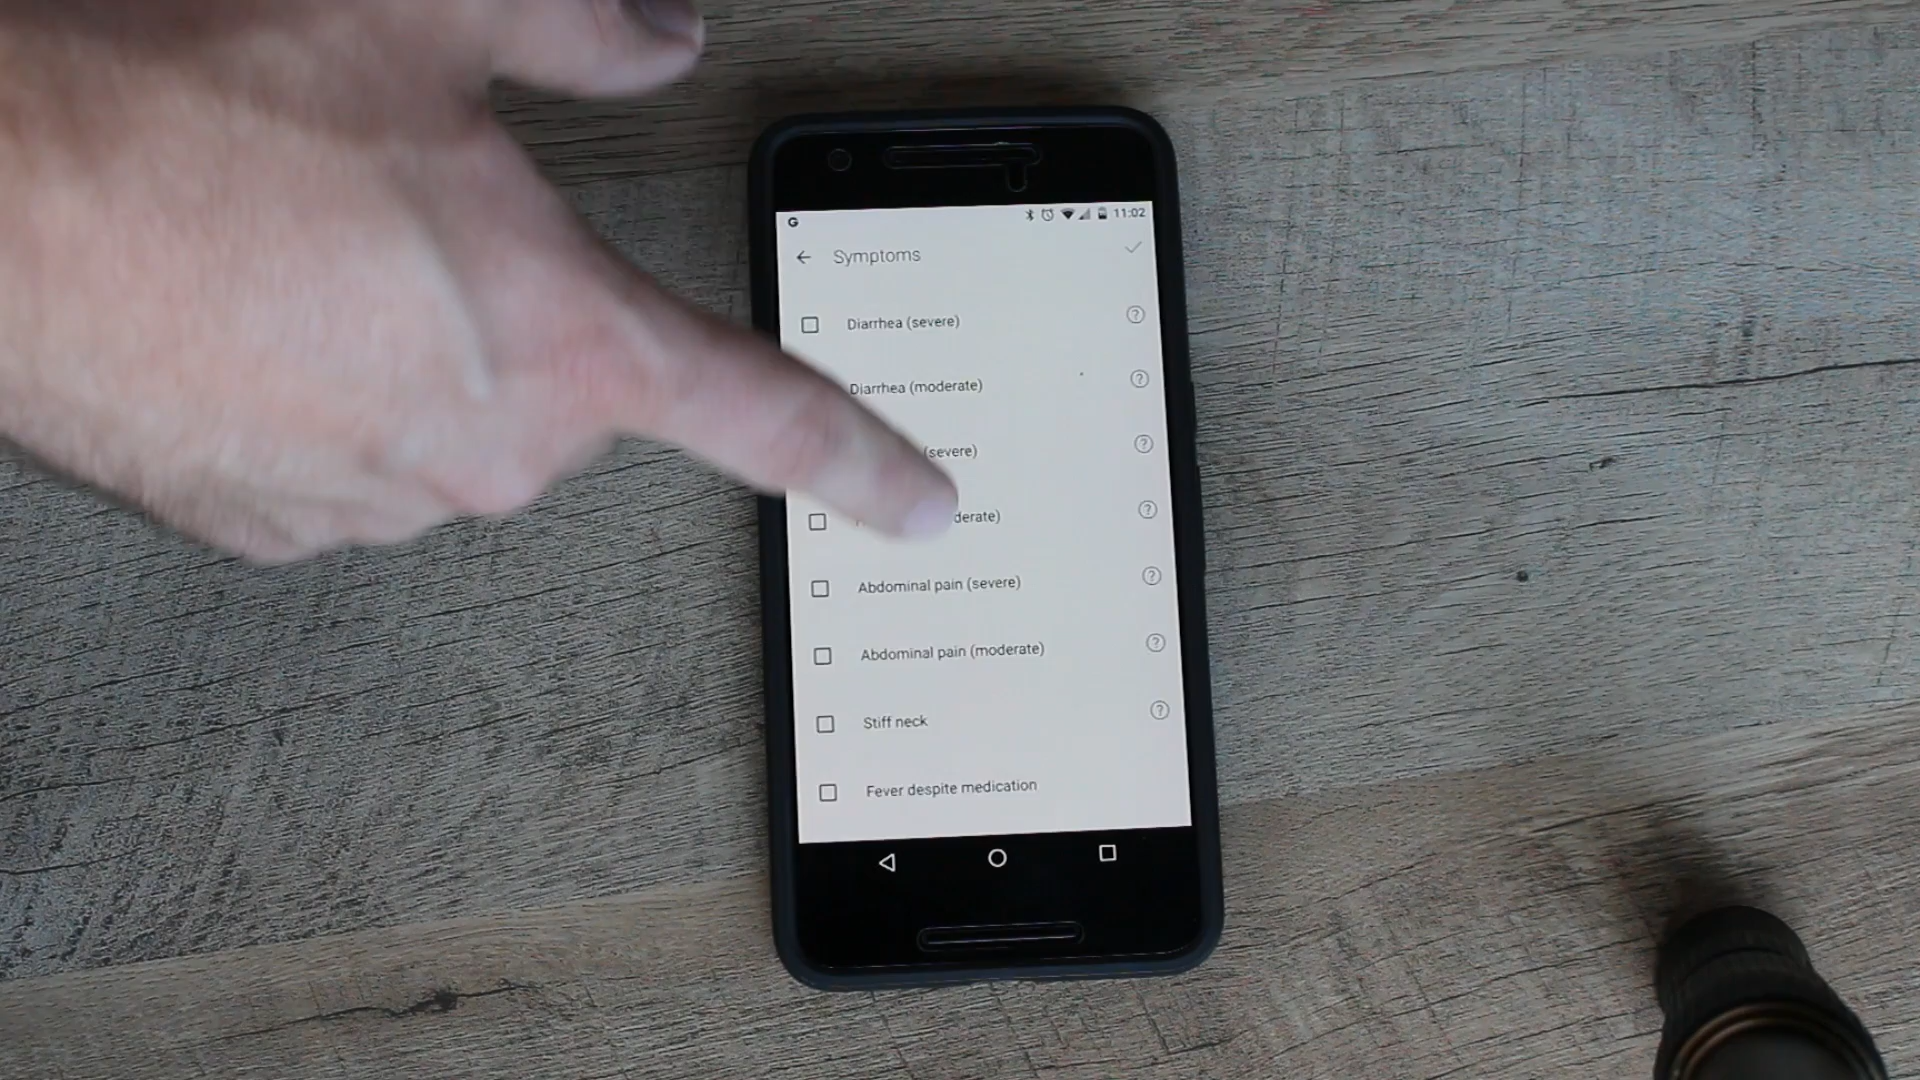 G 11:02
Symptoms
Diarrhea (severe)
Diarrhea (moderate)
(severe)
Abdominal pain (severe)
Abdominal pain (moderate)
Stiff neck
Fever despite medication